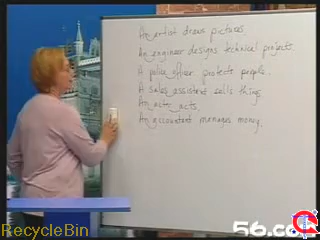 An artist draws pictures.
An engineer designs technical projects.
A police officer protects people.
A sales assistant sells things.
An actor acts.
An accountant manages money.
RecycleBin
56.com